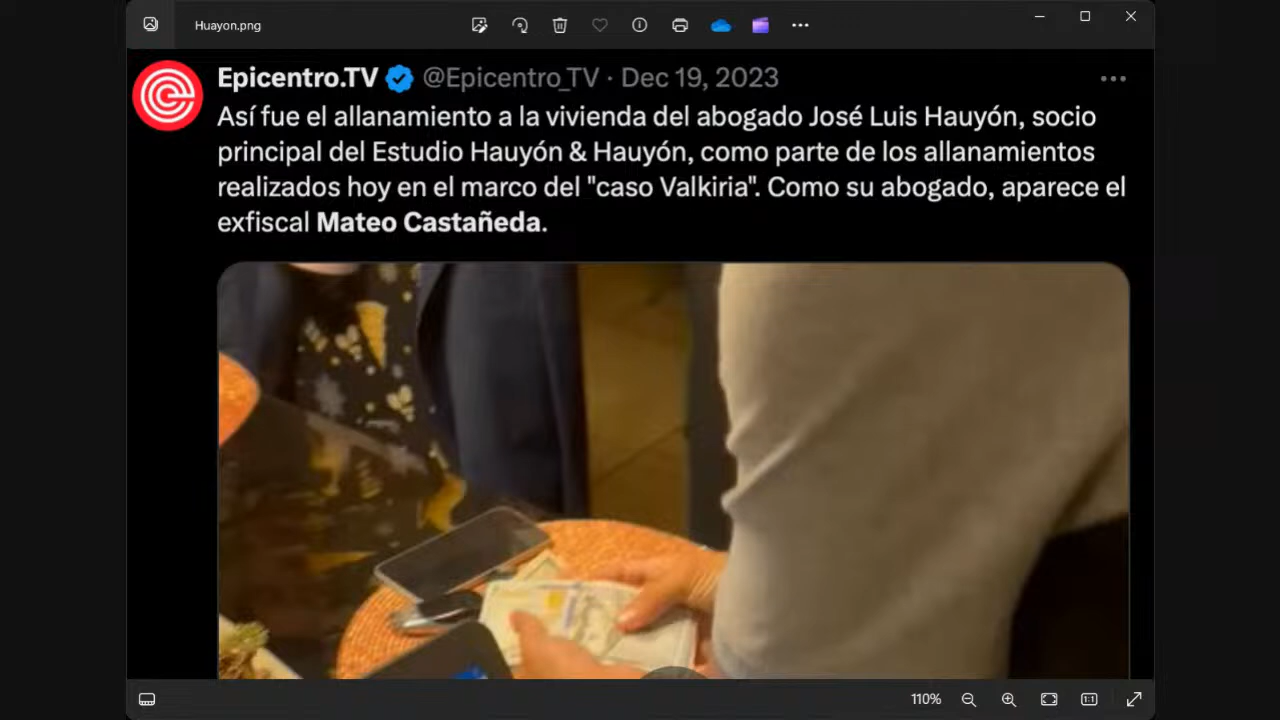 Huayon.png
Epicentro.TV @Epicentro_TV · Dec 19, 2023
Así fue el allanamiento a la vivienda del abogado José Luis Hauyón, socio
principal del Estudio Hauyón & Hauyón, como parte de los allanamientos
realizados hoy en el marco del "caso Valkiria". Como su abogado, aparece el
exfiscal Mateo Castañeda.
110%
1:1